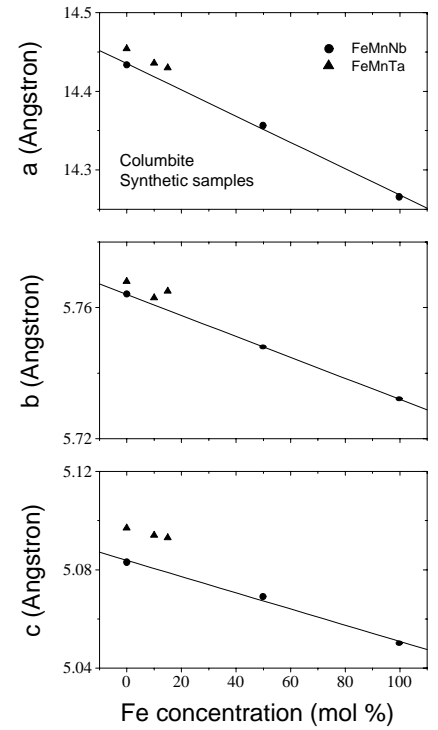 14.5
14.4
14.3
a (Angstron)
FeMnNb
FeMnTa
Columbite
Synthetic samples
5.76
5.72
b (Angstron)
5.12
5.08
5.04
c (Angstron)
0 20 40 60 80 100
Fe concentration (mol %)